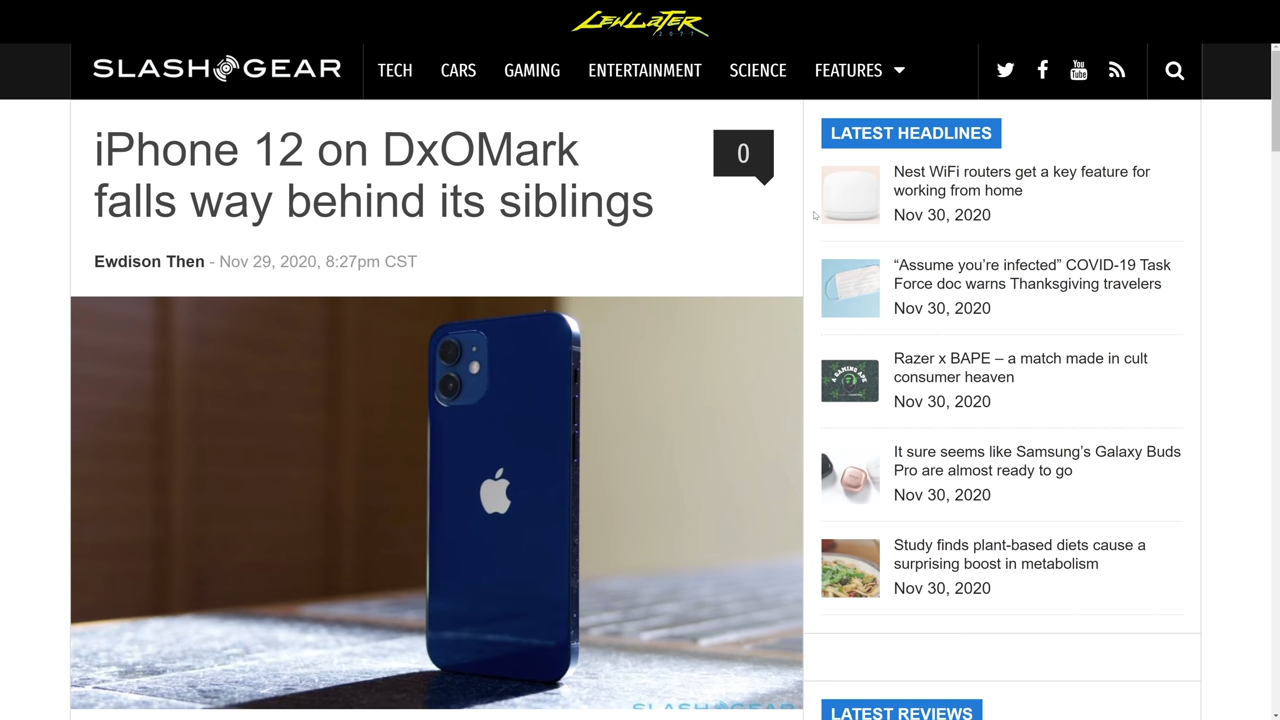 LEWLATER
2077
SLASH GEAR
TECH
CARS
GAMING
ENTERTAINMENT
SCIENCE
FEATURES
You
Tube
iPhone 12 on DxOMark
falls way behind its siblings
0
Ewdison Then - Nov 29, 2020, 8:27pm CST
SLASHGEAR
LATEST HEADLINES
Nest WiFi routers get a key feature for
working from home
Nov 30, 2020
“Assume you’re infected” COVID-19 Task
Force doc warns Thanksgiving travelers
Nov 30, 2020
Razer x BAPE – a match made in cult
consumer heaven
Nov 30, 2020
It sure seems like Samsung’s Galaxy Buds
Pro are almost ready to go
Nov 30, 2020
Study finds plant-based diets cause a
surprising boost in metabolism
Nov 30, 2020
LATEST REVIEWS